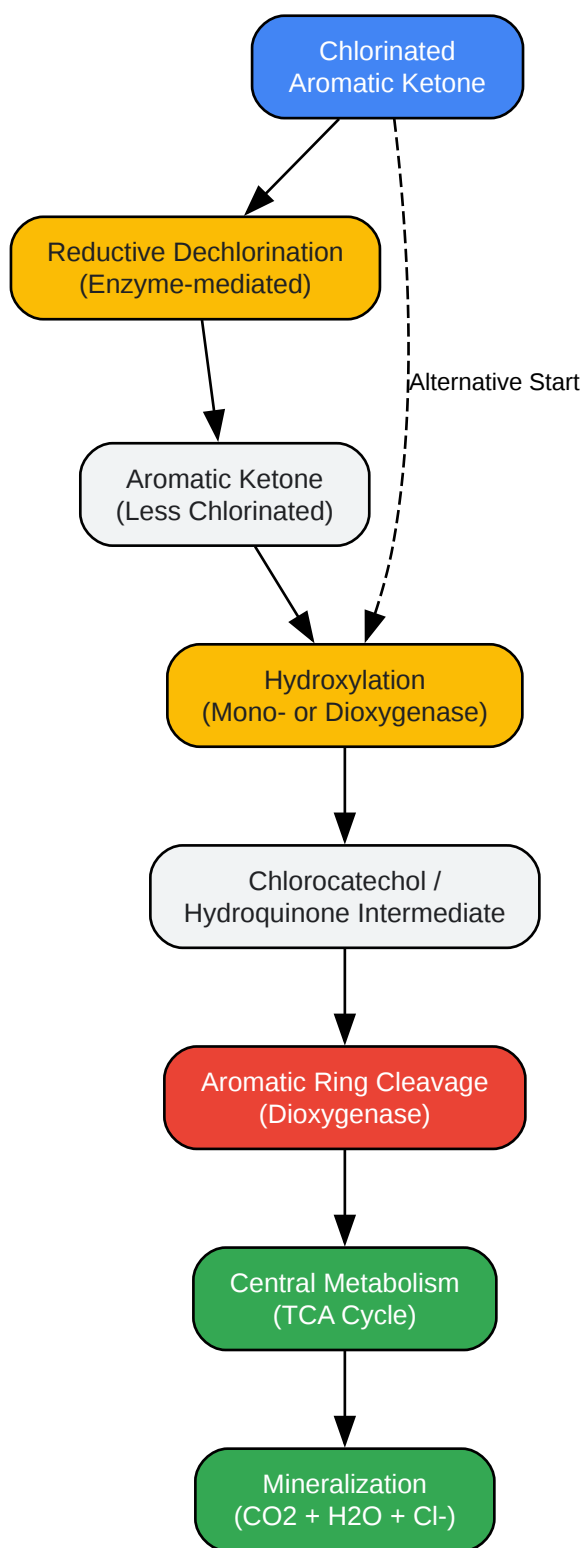 Chlorinated
Aromatic Ketone
Reductive Dechlorination
(Enzyme-mediated)
Alternative Start
Aromatic Ketone
(Less Chlorinated)
Hydroxylation
(Mono- or Dioxygenase)
Chlorocatechol /
Hydroquinone Intermediate
Aromatic Ring Cleavage
(Dioxygenase)
Central Metabolism
(TCA Cycle)
Mineralization
(CO2 + H2O + Cl-)